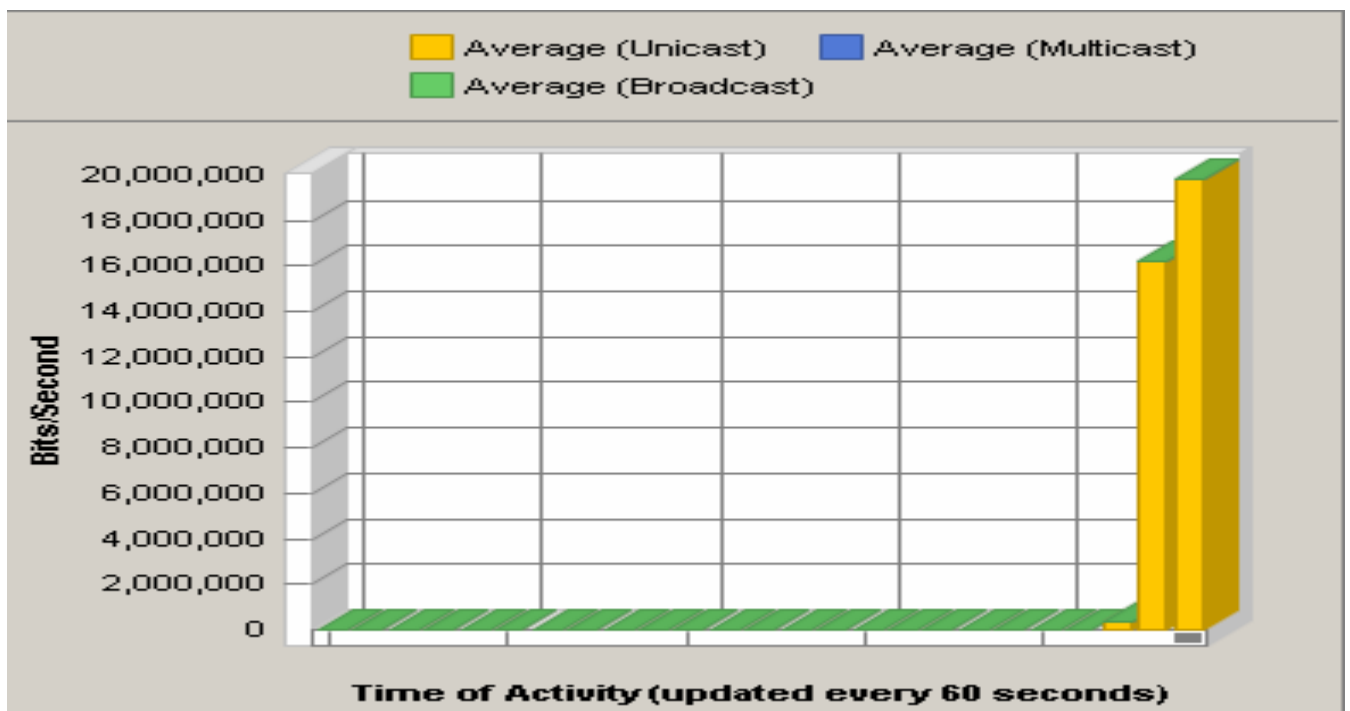 Average (Unicast) Average (Multicast)
Average (Broadcast)
20,000,000
18,000,000
16,000,000
14,000,000
12,000,000
10,000,000
8,000,000
6,000,000
4,000,000
2,000,000
0
Bits/Second
Time of Activity (updated every 60 seconds)